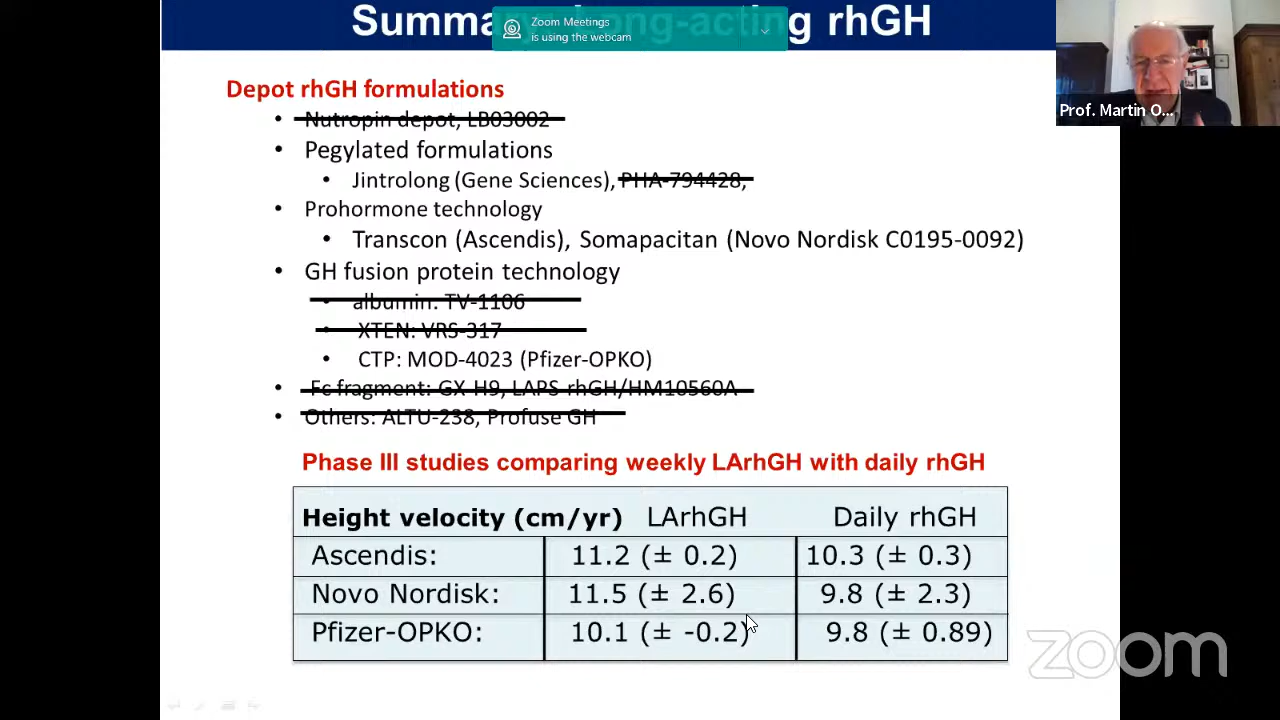 Summary Long-acting rhGH
Zoom Meetings
is using the webcam
Prof. Martin O...
Depot rhGH formulations
• Nutropin depot, LB03002
• Pegylated formulations
• Jintrolong (Gene Sciences), PHA-794428,
• Prohormone technology
• Transcon (Ascendis), Somapacitan (Novo Nordisk C0195-0092)
• GH fusion protein technology
• albumin: TV-1106
• XTEN: VRS-317
• CTP: MOD-4023 (Pfizer-OPKO)
• Fc fragment: GX-H9, LAPS-rhGH/HM10560A
• Others: ALTU-238, Profuse GH
Phase III studies comparing weekly LArhGH with daily rhGH
Height velocity (cm/yr) LArhGH Daily rhGH
Ascendis: 11.2 (± 0.2) 10.3 (± 0.3)
Novo Nordisk: 11.5 (± 2.6) 9.8 (± 2.3)
Pfizer-OPKO: 10.1 (± -0.2) 9.8 (± 0.89)
zoom